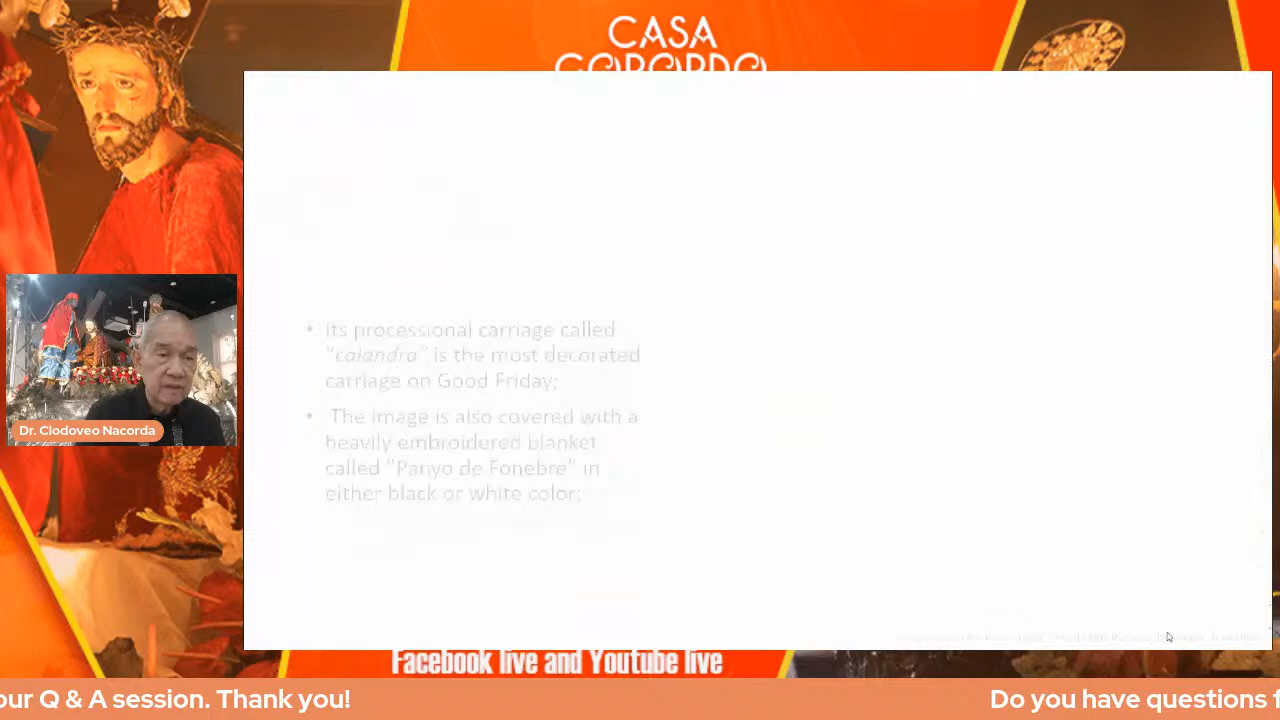 CASA
GORORDO
• Its processional carriage called
"calandra" is the most decorated
carriage on Good Friday;
• The Image is also covered with a
heavily embroidered blanket
called "Panyo de Fonebre" in
either black or white color;
Dr. Clodoveo Nacorda
Facebook live and Youtube live
our Q & A session. Thank you!
Do you have questions f